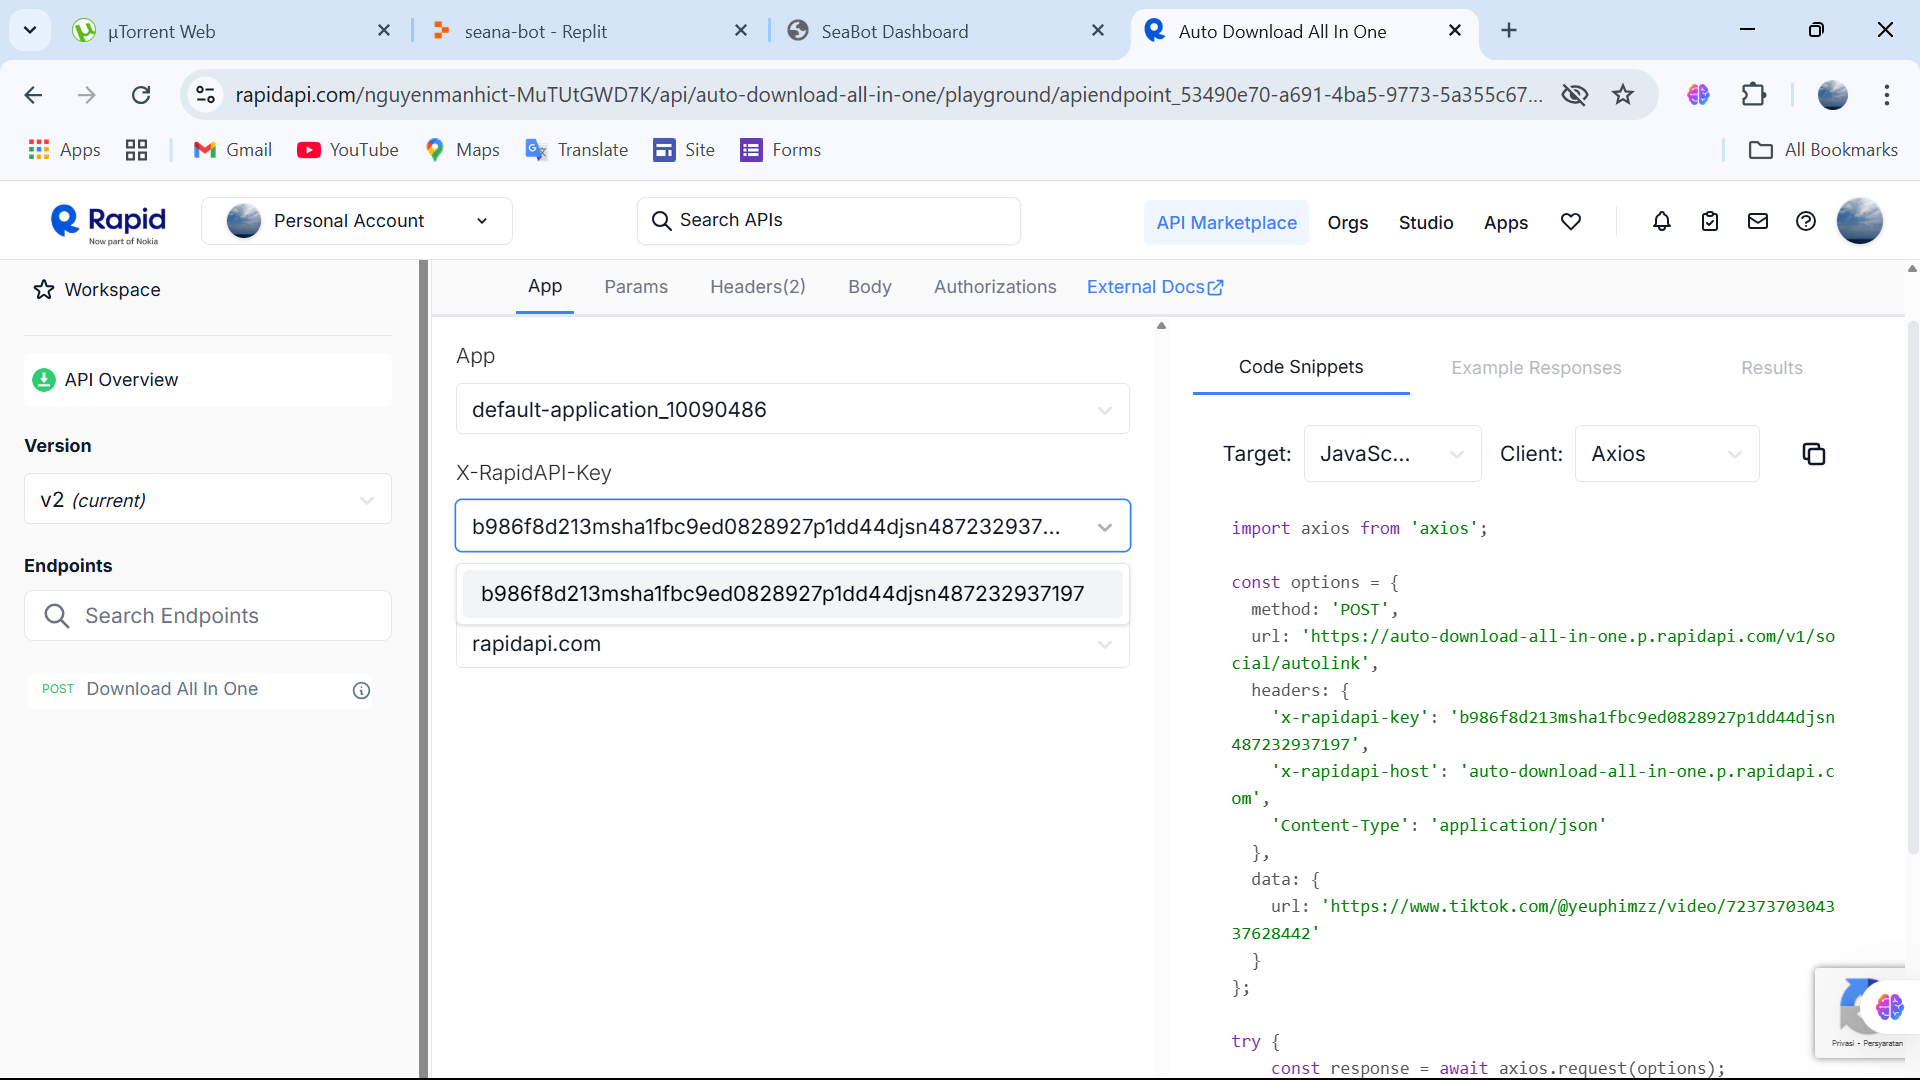 µTorrent Web
seana-bot - Replit
SeaBot Dashboard
Auto Download All In One
rapidapi.com/nguyenmanhict-MuTUtGWD7K/api/auto-download-all-in-one/playground/apiendpoint_53490e70-a691-4ba5-9773-5a355c67...
Apps
Gmail
YouTube
Maps
Translate
Site
Forms
All Bookmarks
Rapid
Now part of Nokia
Personal Account
Search APIs
API Marketplace
Orgs
Studio
Apps
Workspace
API Overview
Version
v2 (current)
Endpoints
Search Endpoints
POST Download All In One
App
Params
Headers(2)
Body
Authorizations
External Docs
App
default-application_10090486
X-RapidAPI-Key
b986f8d213msha1fbc9ed0828927p1dd44djsn487232937...
b986f8d213msha1fbc9ed0828927p1dd44djsn487232937197
rapidapi.com
Code Snippets
Example Responses
Results
Target: JavaSc...
Client: Axios
import axios from 'axios';
const options = {
method: 'POST',
url: 'https://auto-download-all-in-one.p.rapidapi.com/v1/so
cial/autolink',
headers: {
'x-rapidapi-key': 'b986f8d213msha1fbc9ed0828927p1dd44djsn
487232937197',
'x-rapidapi-host': 'auto-download-all-in-one.p.rapidapi.c
om',
'Content-Type': 'application/json'
},
data: {
url: 'https://www.tiktok.com/@yeuphimzz/video/72373703043
37628442'
}
};
try {
const response = await axios.request(options);
Privasi - Persyaratan